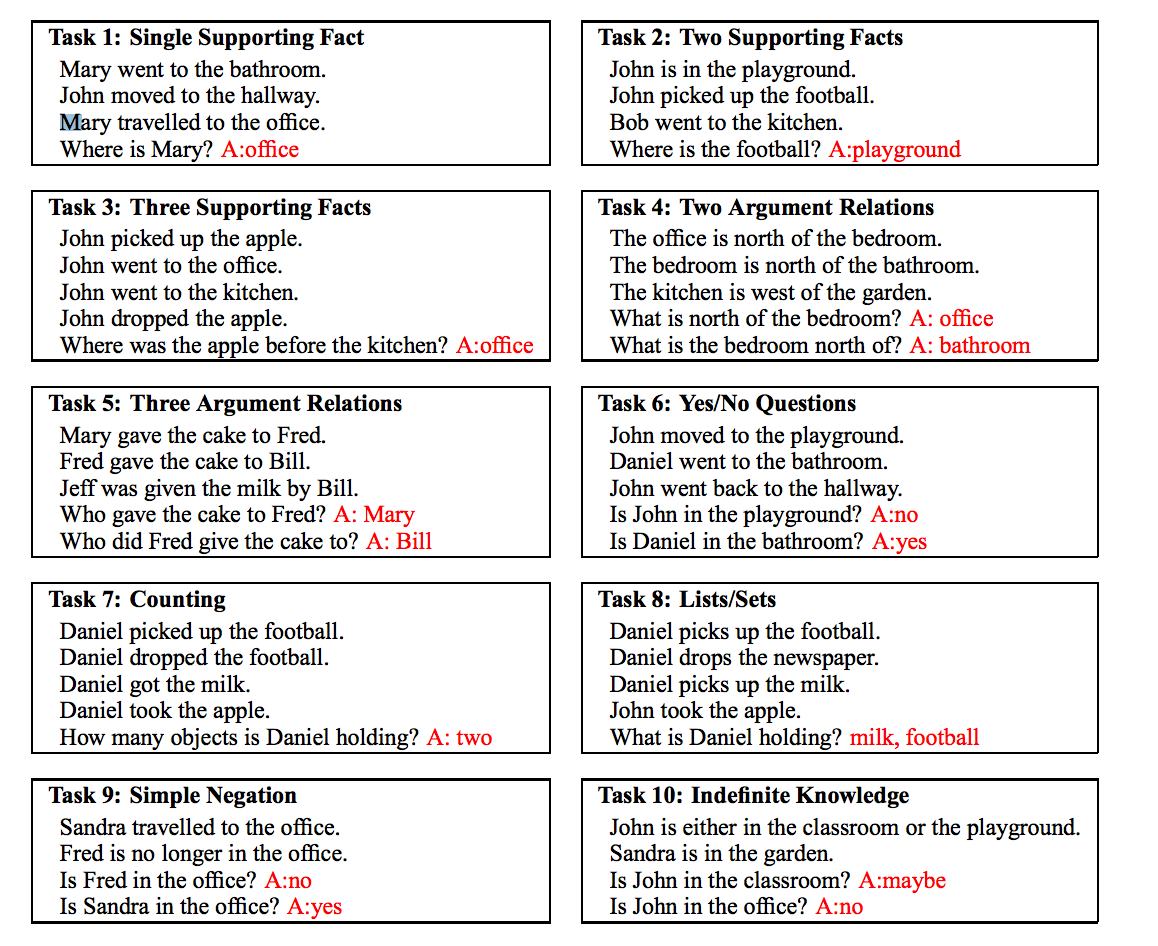 Task 1: Single Supporting Fact
Mary went to the bathroom.
John moved to the hallway.
Mary travelled to the office.
Where is Mary? A:office
Task 2: Two Supporting Facts
John is in the playground.
John picked up the football.
Bob went to the kitchen.
Where is the football? A:playground
Task 3: Three Supporting Facts
John picked up the apple.
John went to the office.
John went to the kitchen.
John dropped the apple.
Where was the apple before the kitchen? A:office
Task 4: Two Argument Relations
The office is north of the bedroom.
The bedroom is north of the bathroom.
The kitchen is west of the garden.
What is north of the bedroom? A: office
What is the bedroom north of? A: bathroom
Task 5: Three Argument Relations
Mary gave the cake to Fred.
Fred gave the cake to Bill.
Jeff was given the milk by Bill.
Who gave the cake to Fred? A: Mary
Who did Fred give the cake to? A: Bill
Task 6: Yes/No Questions
John moved to the playground.
Daniel went to the bathroom.
John went back to the hallway.
Is John in the playground? A:no
Is Daniel in the bathroom? A:yes
Task 7: Counting
Daniel picked up the football.
Daniel dropped the football.
Daniel got the milk.
Daniel took the apple.
How many objects is Daniel holding? A: two
Task 8: Lists/Sets
Daniel picks up the football.
Daniel drops the newspaper.
Daniel picks up the milk.
John took the apple.
What is Daniel holding? milk, football
Task 9: Simple Negation
Sandra travelled to the office.
Fred is no longer in the office.
Is Fred in the office? A:no
Is Sandra in the office? A:yes
Task 10: Indefinite Knowledge
John is either in the classroom or the playground.
Sandra is in the garden.
Is John in the classroom? A:maybe
Is John in the office? A:no